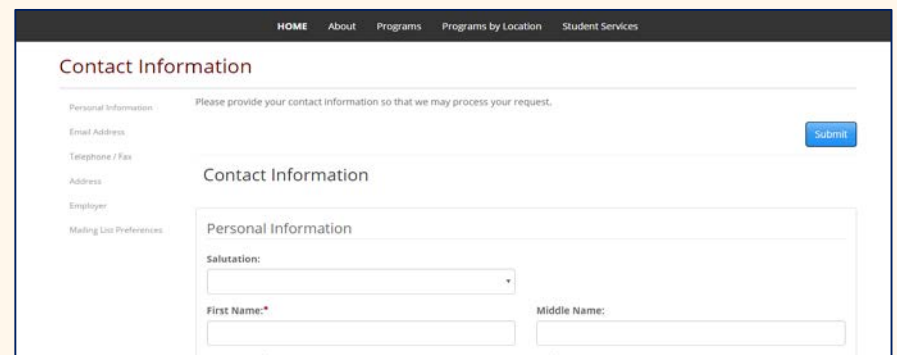 HOME About Programs Programs by Location Student Services
Contact Information
Personal Information
Email Address
Telephone / Fax
Address
Employer
Mailing List Preferences
Please provide your contact information so that we may process your request.
Submit
Contact Information
Personal Information
Salutation:
First Name:*
Middle Name: